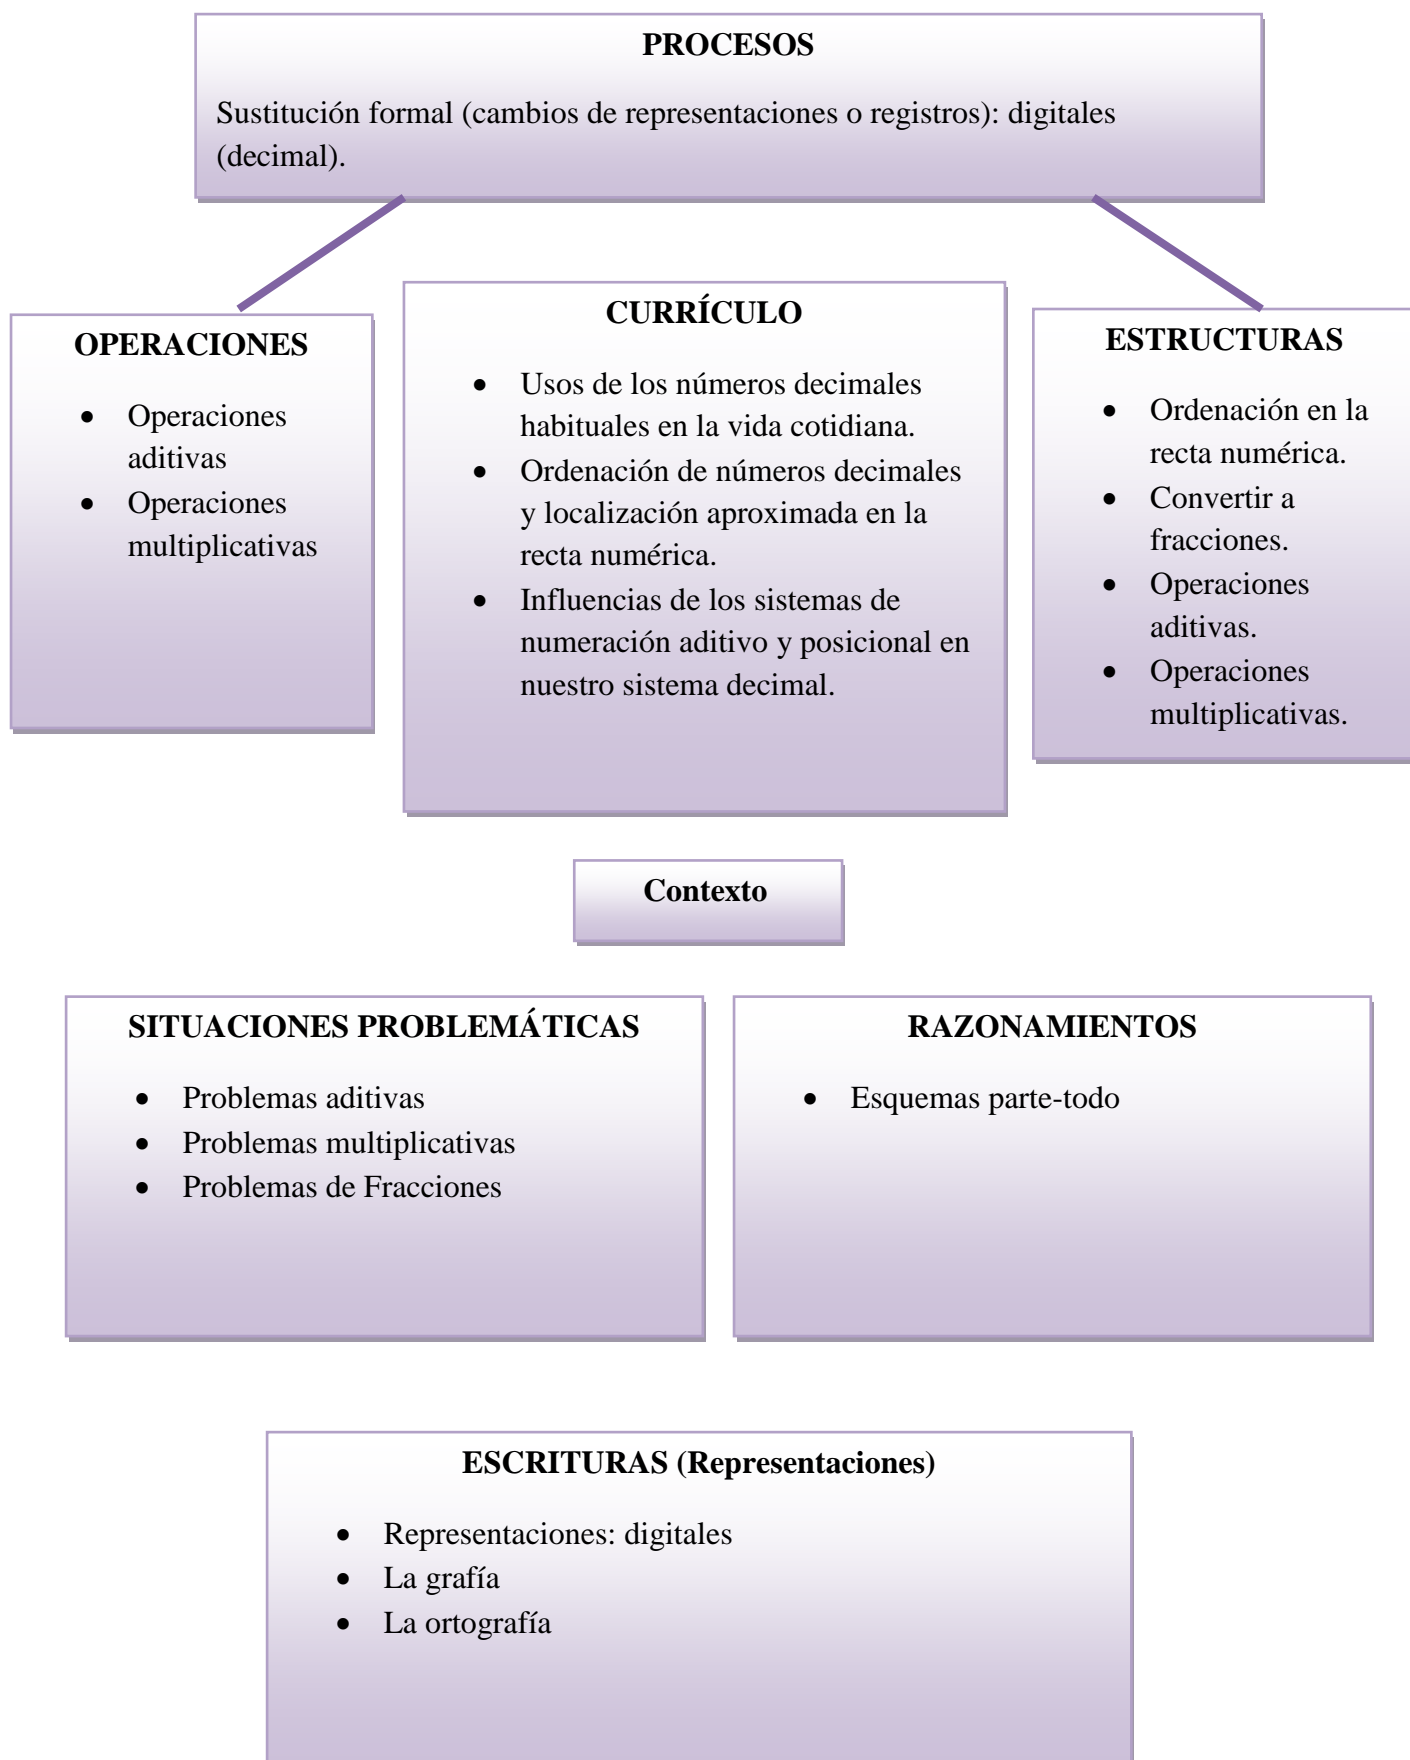 PROCESOS
Sustitución formal (cambios de representaciones o registros): digitales
(decimal).
OPERACIONES
• Operaciones
aditivas
• Operaciones
multiplicativas
CURRÍCULO
• Usos de los números decimales
habituales en la vida cotidiana.
• Ordenación de números decimales
y localización aproximada en la
recta numérica.
• Influencias de los sistemas de
numeración aditivo y posicional en
nuestro sistema decimal.
ESTRUCTURAS
• Ordenación en la
recta numérica.
• Convertir a
fracciones.
• Operaciones
aditivas.
• Operaciones
multiplicativas.
Contexto
SITUACIONES PROBLEMÁTICAS
• Problemas aditivas
• Problemas multiplicativas
• Problemas de Fracciones
RAZONAMIENTOS
• Esquemas parte-todo
ESCRITURAS (Representaciones)
• Representaciones: digitales
• La grafía
• La ortografía